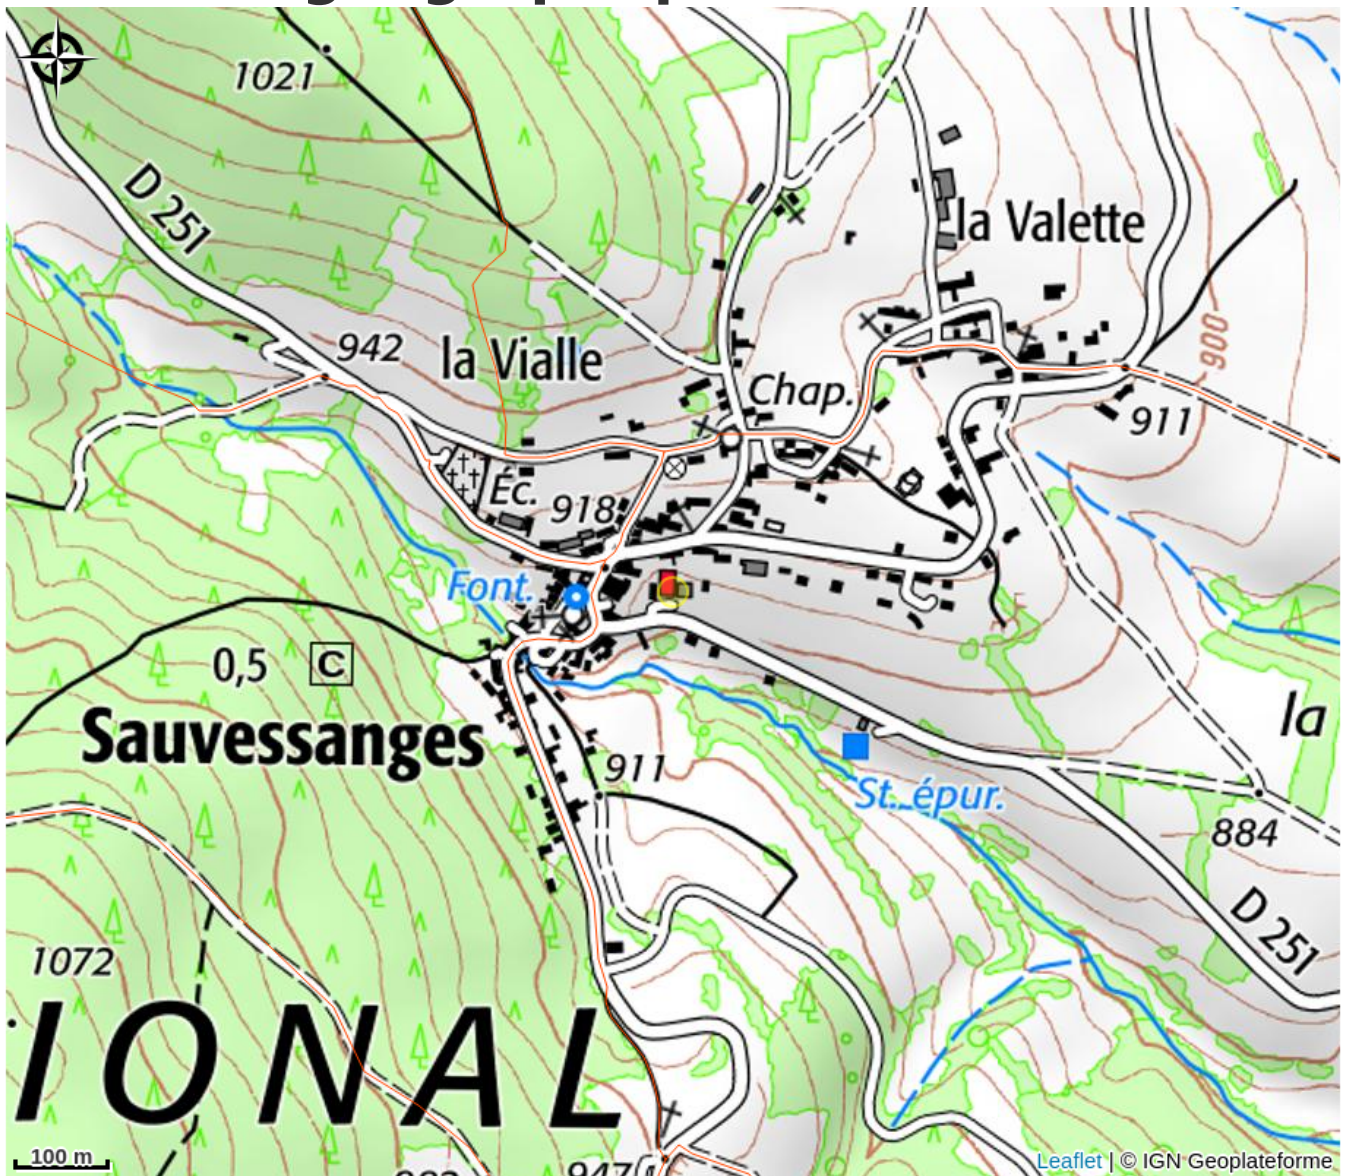 1021
D 251
la Valette
942
la Vialle
900
Chap.
911
Éc.
918
Font.
0,5
C
Sauvessanges
la
911
St. épur.
884
D 251
1072
IONAL
947
100 m
Leaflet | © IGN Geoplateforme